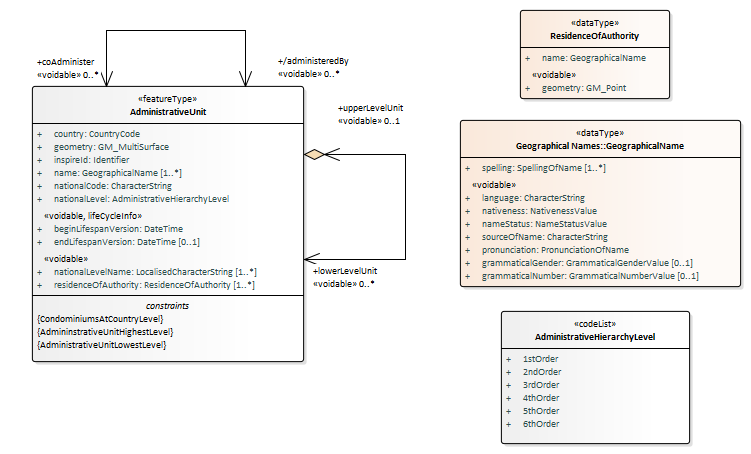 +coAdminister
«voidable» 0..*
+/administeredBy
«voidable» 0..*
«featureType»
AdministrativeUnit
+ country: CountryCode
+ geometry: GM_MultiSurface
+ inspireId: Identifier
+ name: GeographicalName [1..*]
+ nationalCode: CharacterString
+ nationalLevel: AdministrativeHierarchyLevel
«voidable, lifeCycleInfo»
+ beginLifespanVersion: DateTime
+ endLifespanVersion: DateTime [0..1]
«voidable»
+ nationalLevelName: LocalisedCharacterString [1..*]
+ residenceOfAuthority: ResidenceOfAuthority [1..*]
constraints
{CondominiumsAtCountryLevel}
{AdmininstrativeUnitHighestLevel}
{AdministrativeUnitLowestLevel}
+upperLevelUnit
«voidable» 0..1
+lowerLevelUnit
«voidable» 0..*
«dataType»
ResidenceOfAuthority
+ name: GeographicalName
«voidable»
+ geometry: GM_Point
«dataType»
Geographical Names::GeographicalName
+ spelling: SpellingOfName [1..*]
«voidable»
+ language: CharacterString
+ nativeness: NativenessValue
+ nameStatus: NameStatusValue
+ sourceOfName: CharacterString
+ pronunciation: PronunciationOfName
+ grammaticalGender: GrammaticalGenderValue [0..1]
+ grammaticalNumber: GrammaticalNumberValue [0..1]
«codeList»
AdministrativeHierarchyLevel
+ 1stOrder
+ 2ndOrder
+ 3rdOrder
+ 4thOrder
+ 5thOrder
+ 6thOrder